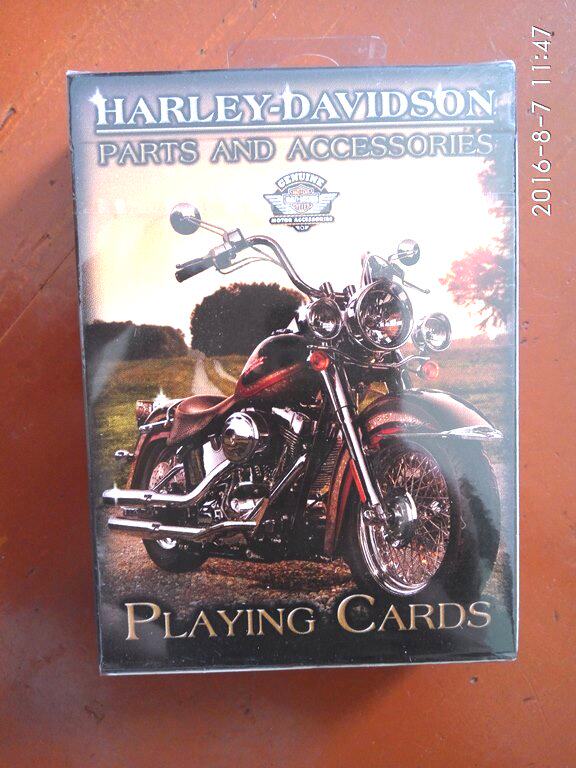 HARLEY-DAVIDSON
PARTS AND ACCESSORIES
GENUINE
MOTOR ACCESSORIES
PLAYING CARDS
2016-8-7 11:47